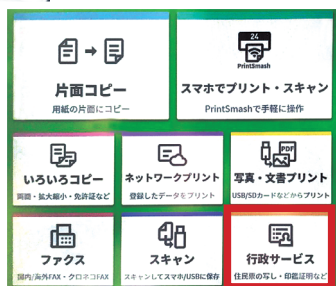 24
PrintSmash
片面コピー
用紙の片面にコピー
スマホでプリント・スキャン
PrintSmashで手軽に操作
いろいろコピー
両面・拡大縮小・免許証など
ネットワークプリント
登録したデータをプリント
PDF
写真・文書プリント
USB/SDカードなどからプリント
ファクス
国内/海外FAX・クロネコFAX
スキャン
スキャンしてスマホ/USBに保存
行政サービス
住民票の写し・印鑑証明など